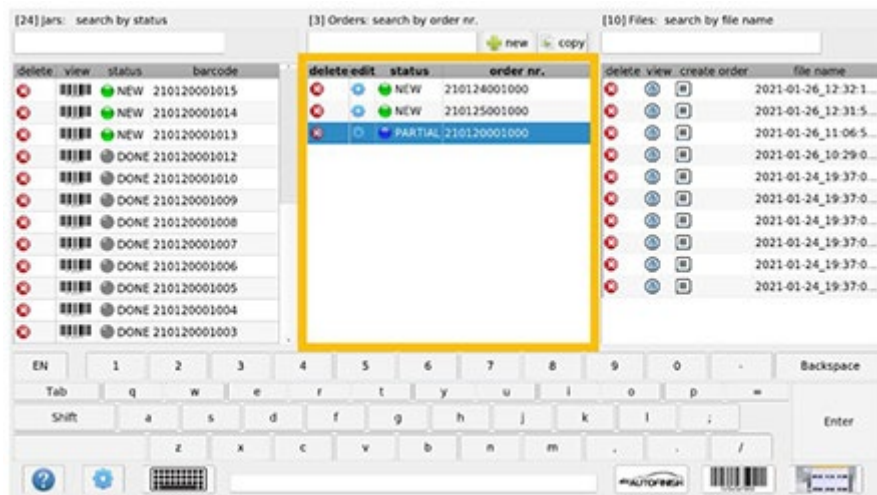 [24] Jars: search by status
[3] Orders: search by order nr.
[10] Files: search by file name
new copy
delete view status barcode
delete edit status order nr.
delete view create order file name
NEW 210120001015
NEW 210124001000
2021-01-26_12:32:1...
NEW 210120001014
NEW 210125001000
2021-01-26_12:31:5...
NEW 210120001013
PARTIAL 210120001000
2021-01-26_11:06:5...
DONE 210120001012
2021-01-26_10:29:0...
DONE 210120001010
2021-01-24_19:37:0...
DONE 210120001009
2021-01-24_19:37:0...
DONE 210120001008
2021-01-24_19:37:0...
DONE 210120001007
2021-01-24_19:37:0...
DONE 210120001006
2021-01-24_19:37:0...
DONE 210120001005
2021-01-24_19:37:0...
DONE 210120001004
DONE 210120001003
EN 1 2 3 4 5 6 7 8 9 0 - Backspace
Tab q w e r t y u i o p =
Shift a s d f g h j k l ; Enter
z x c v b n m , . /
AUTOFINISH